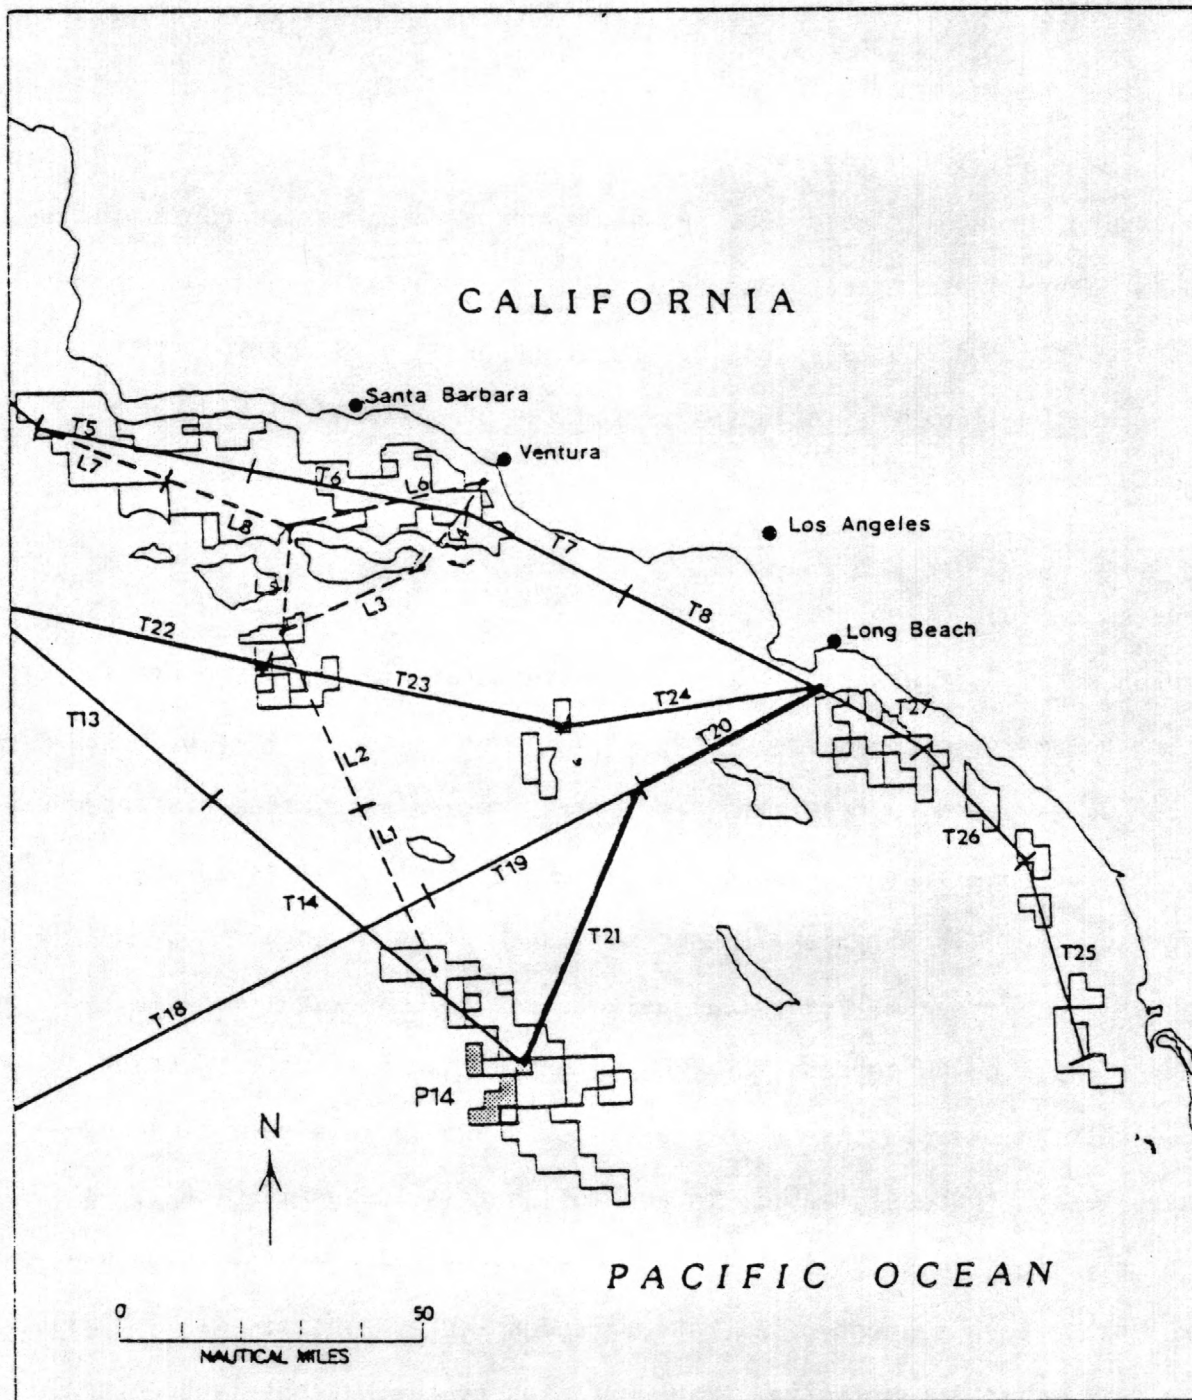 CALIFORNIA
Santa Barbara
T5
Ventura
L7
T6
L6
L8
L4
Los Angeles
T7
L5
L3
T8
T22
Long Beach
T23
T24
T27
T13
T20
L2
L1
T26
T19
T14
T21
T25
T18
P14
N
PACIFIC OCEAN
0 50
NAUTICAL MILES